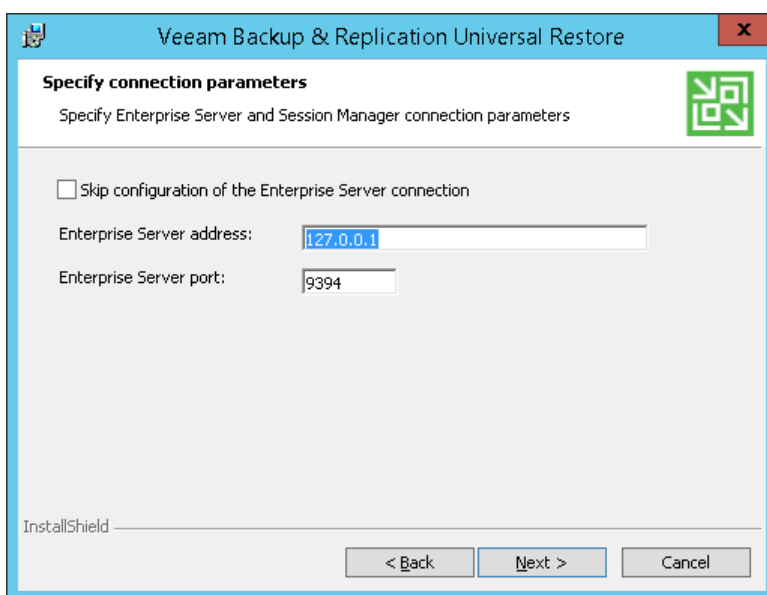 Veeam Backup & Replication Universal Restore
x
Specify connection parameters
Specify Enterprise Server and Session Manager connection parameters
Skip configuration of the Enterprise Server connection
Enterprise Server address:
127.0.0.1
Enterprise Server port:
9394
InstallShield
< Back
Next >
Cancel